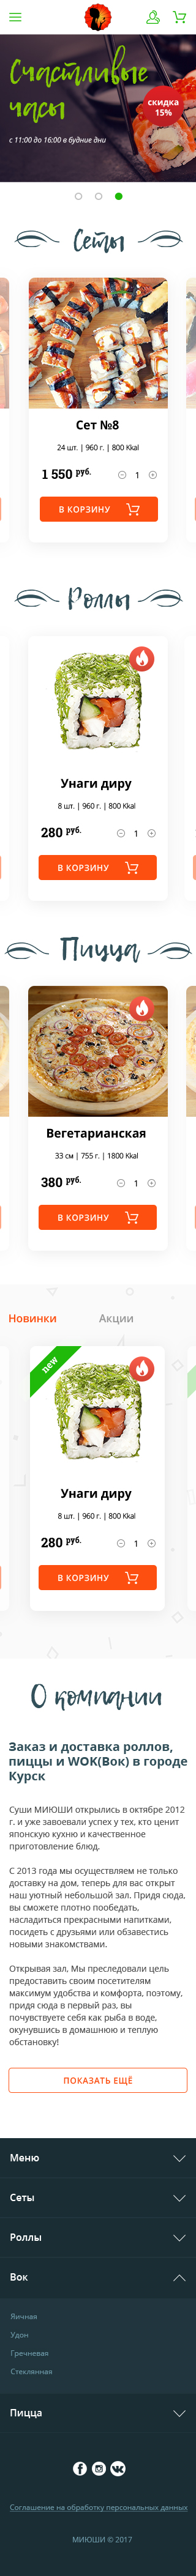 Счастливые
часы
с 11:00 до 16:00 в будние дни
скидка
15%
Сеты
Сет №8
24 шт. | 960 г. | 800 Kkal
1 550 руб.
1
В КОРЗИНУ
Роллы
Унаги диру
8 шт. | 960 г. | 800 Kkal
280 руб.
1
В КОРЗИНУ
Пицца
Вегетарианская
33 см | 755 г. | 1800 Kkal
380 руб.
1
В КОРЗИНУ
Новинки
Акции
new
Унаги диру
8 шт. | 960 г. | 800 Kkal
280 руб.
1
В КОРЗИНУ
О компании
Заказ и доставка роллов,
пиццы и WOK(Вок) в городе
Курск
Суши МИЮШИ открылись в октябре 2012
г. и уже завоевали успех у тех, кто ценит
японскую кухню и качественное
приготовление блюд.
С 2013 года мы осуществляем не только
доставку на дом, теперь для вас открыт
наш уютный небольшой зал. Придя сюда,
вы сможете плотно пообедать,
насладиться прекрасными напитками,
посидеть с друзьями или обзавестись
новыми знакомствами.
Открывая зал, Мы преследовали цель
предоставить своим посетителям
максимум удобства и комфорта, поэтому,
придя сюда в первый раз, вы
почувствуете себя как рыба в воде,
окунувшись в домашнюю и теплую
обстановку!
ПОКАЗАТЬ ЕЩЁ
Меню
Сеты
Роллы
Вок
Яичная
Удон
Гречневая
Стеклянная
Пицца
Соглашение на обработку персональных данных
МИЮШИ © 2017